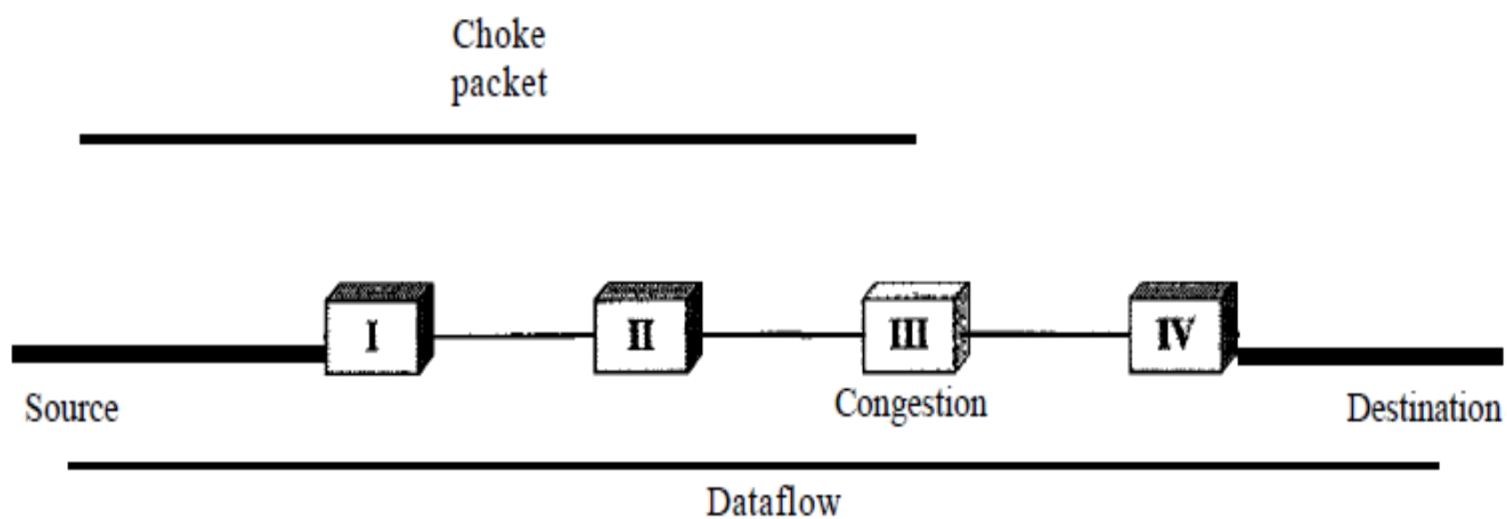 Choke
packet
I
II
III
IV
Source
Congestion
Destination
Dataflow